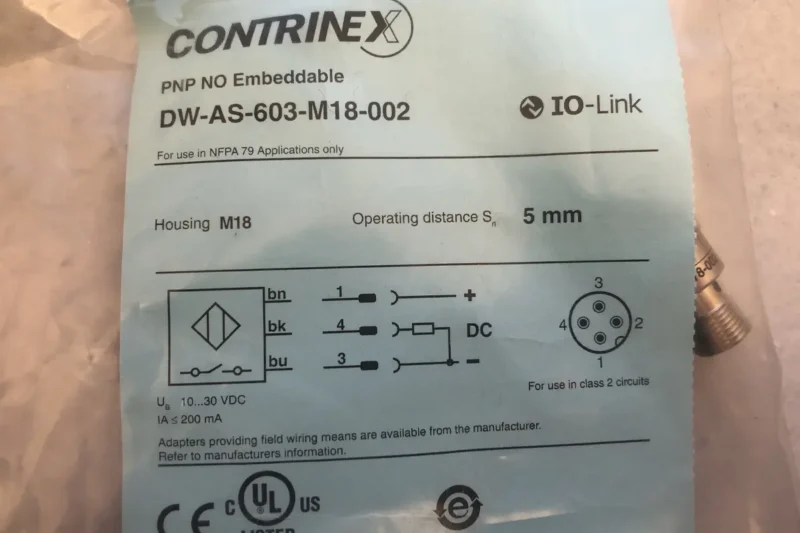 CONTRINEX
PNP NO Embeddable
DW-AS-603-M18-002
IO-Link
For use in NFPA 79 Applications only
Housing M18
Operating distance Sn 5 mm
bn 1 +
bk 4 DC
bu 3 −
3
4 2
1
For use in class 2 circuits
UB 10...30 VDC
IA ≤ 200 mA
Adapters providing field wiring means are available from the manufacturer.
Refer to manufacturers information.
CE
C UL US
LISTED
e